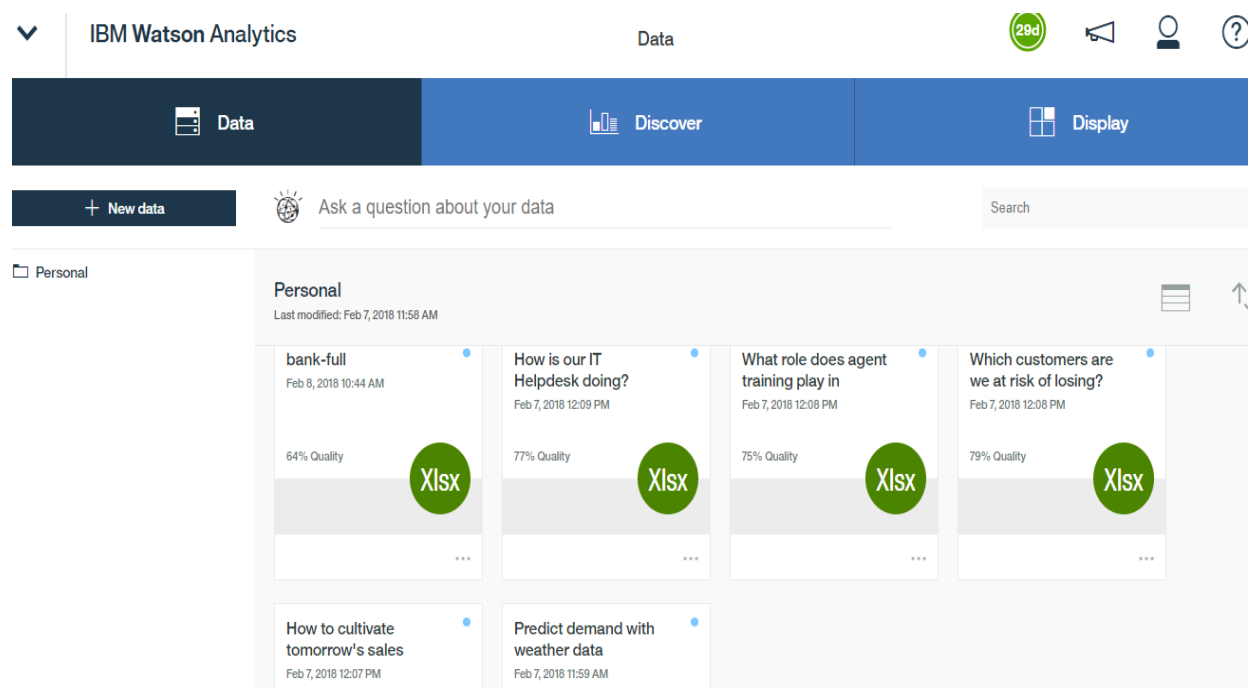 IBM Watson Analytics
Data
29d
?
Data
Discover
Display
+ New data
Ask a question about your data
Search
Personal
Personal
Last modified: Feb 7, 2018 11:58 AM
bank-full
Feb 8, 2018 10:44 AM
64% Quality
Xlsx
How is our IT
Helpdesk doing?
Feb 7, 2018 12:09 PM
77% Quality
Xlsx
What role does agent
training play in
Feb 7, 2018 12:08 PM
75% Quality
Xlsx
Which customers are
we at risk of losing?
Feb 7, 2018 12:08 PM
79% Quality
Xlsx
How to cultivate
tomorrow's sales
Feb 7, 2018 12:07 PM
Predict demand with
weather data
Feb 7, 2018 11:59 AM